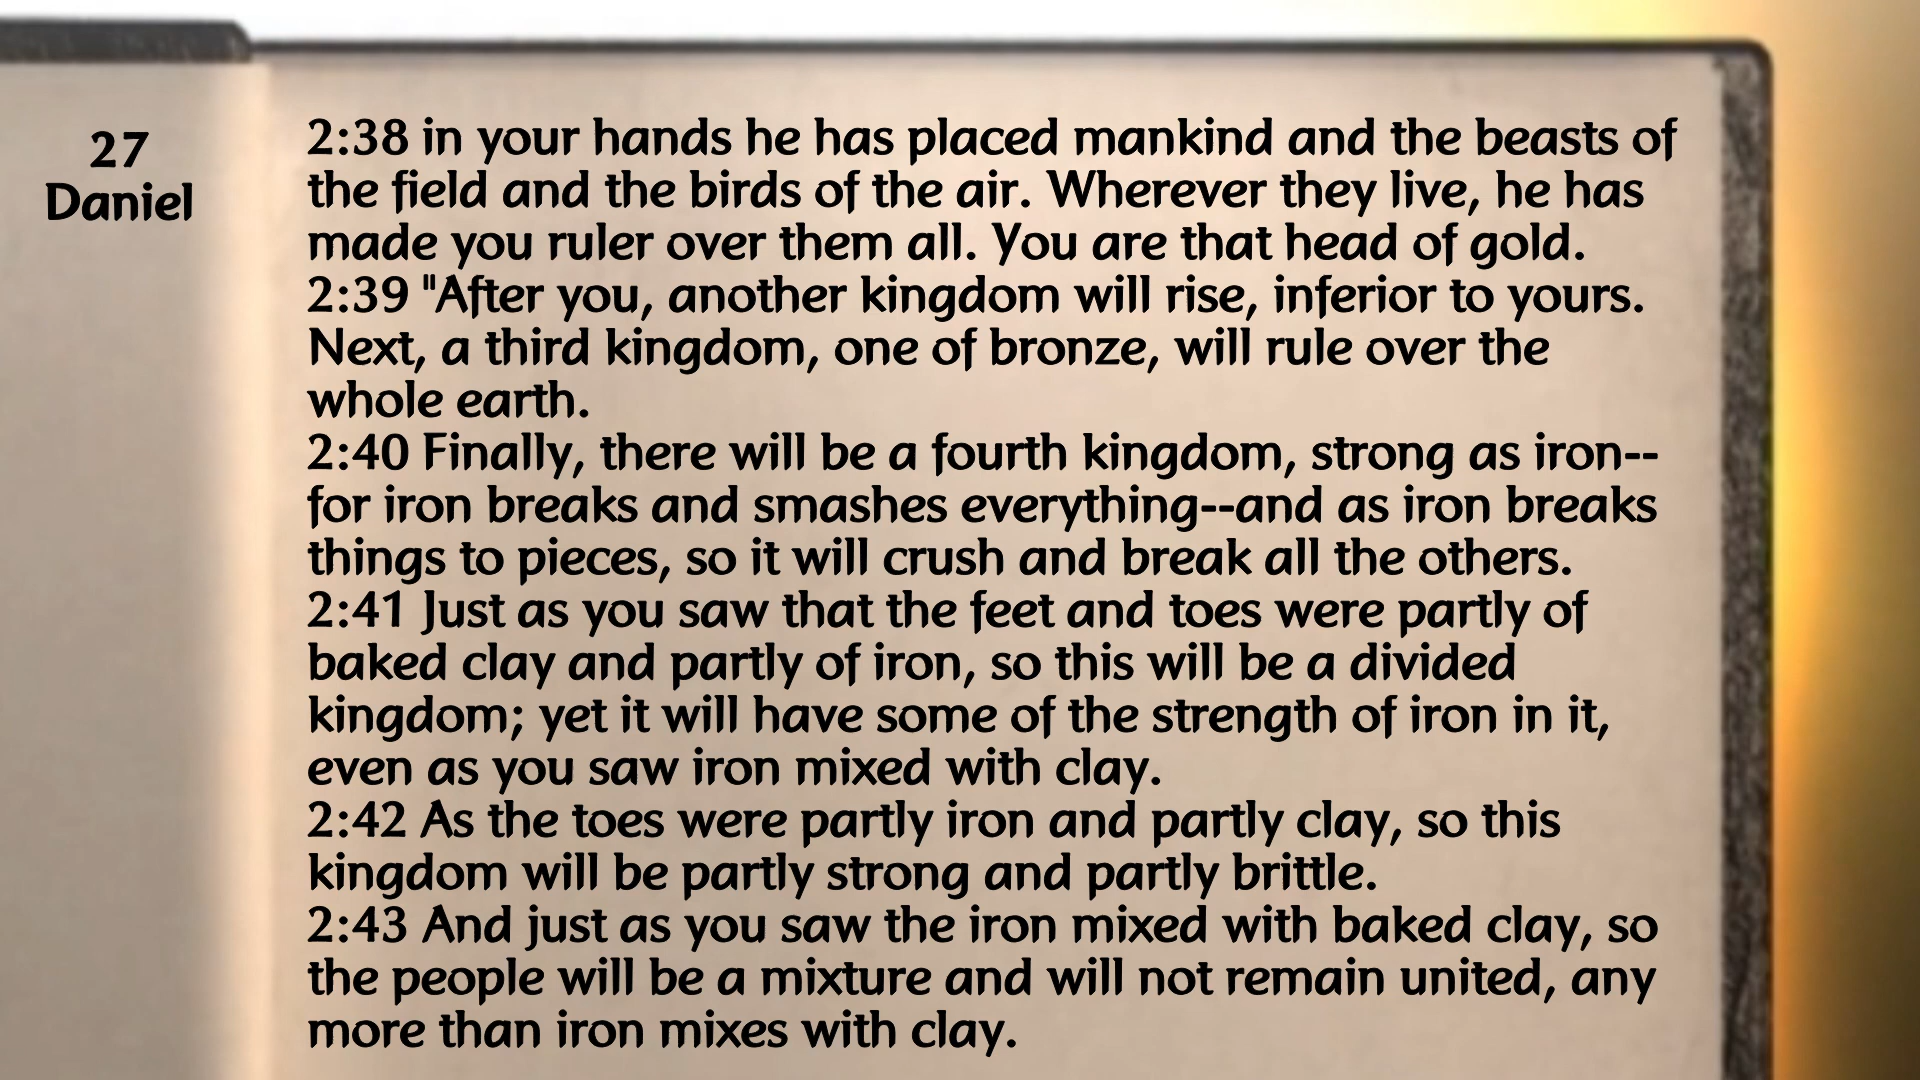 27
Daniel
2:38 in your hands he has placed mankind and the beasts of
the field and the birds of the air. Wherever they live, he has
made you ruler over them all. You are that head of gold.
2:39 "After you, another kingdom will rise, inferior to yours.
Next, a third kingdom, one of bronze, will rule over the
whole earth.
2:40 Finally, there will be a fourth kingdom, strong as iron--
for iron breaks and smashes everything--and as iron breaks
things to pieces, so it will crush and break all the others.
2:41 Just as you saw that the feet and toes were partly of
baked clay and partly of iron, so this will be a divided
kingdom; yet it will have some of the strength of iron in it,
even as you saw iron mixed with clay.
2:42 As the toes were partly iron and partly clay, so this
kingdom will be partly strong and partly brittle.
2:43 And just as you saw the iron mixed with baked clay, so
the people will be a mixture and will not remain united, any
more than iron mixes with clay.